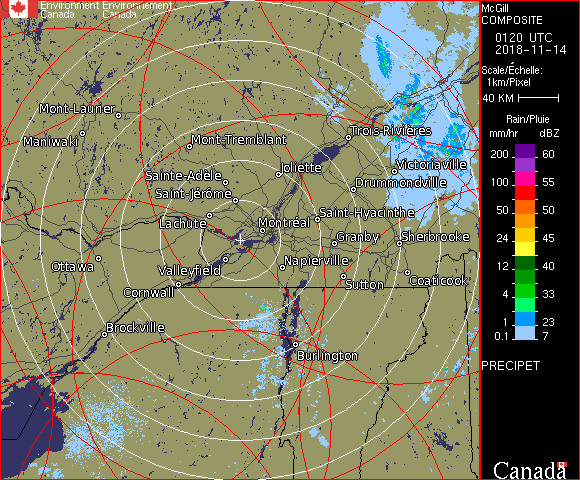 Environment Environnement
Canada Canada
McGill
COMPOSITE
0120 UTC
2018-11-14
Scale/Échelle:
1km/Pixel
40 KM
Rain/Pluie
mm/hr dBZ
200 60
100 55
50 50
24 45
12 40
4 33
1 23
0.1 7
PRECIPET
Canada
Mont-Laurier
Maniwaki
Mont-Tremblant
Trois-Rivières
Sainte-Adèle
Joliette
Victoriaville
Saint-Jérôme
Drummondville
Lachute
Montréal
Saint-Hyacinthe
Granby
Sherbrooke
Ottawa
Valleyfield
Napierville
Cornwall
Sutton
Coaticook
Brockville
Burlington